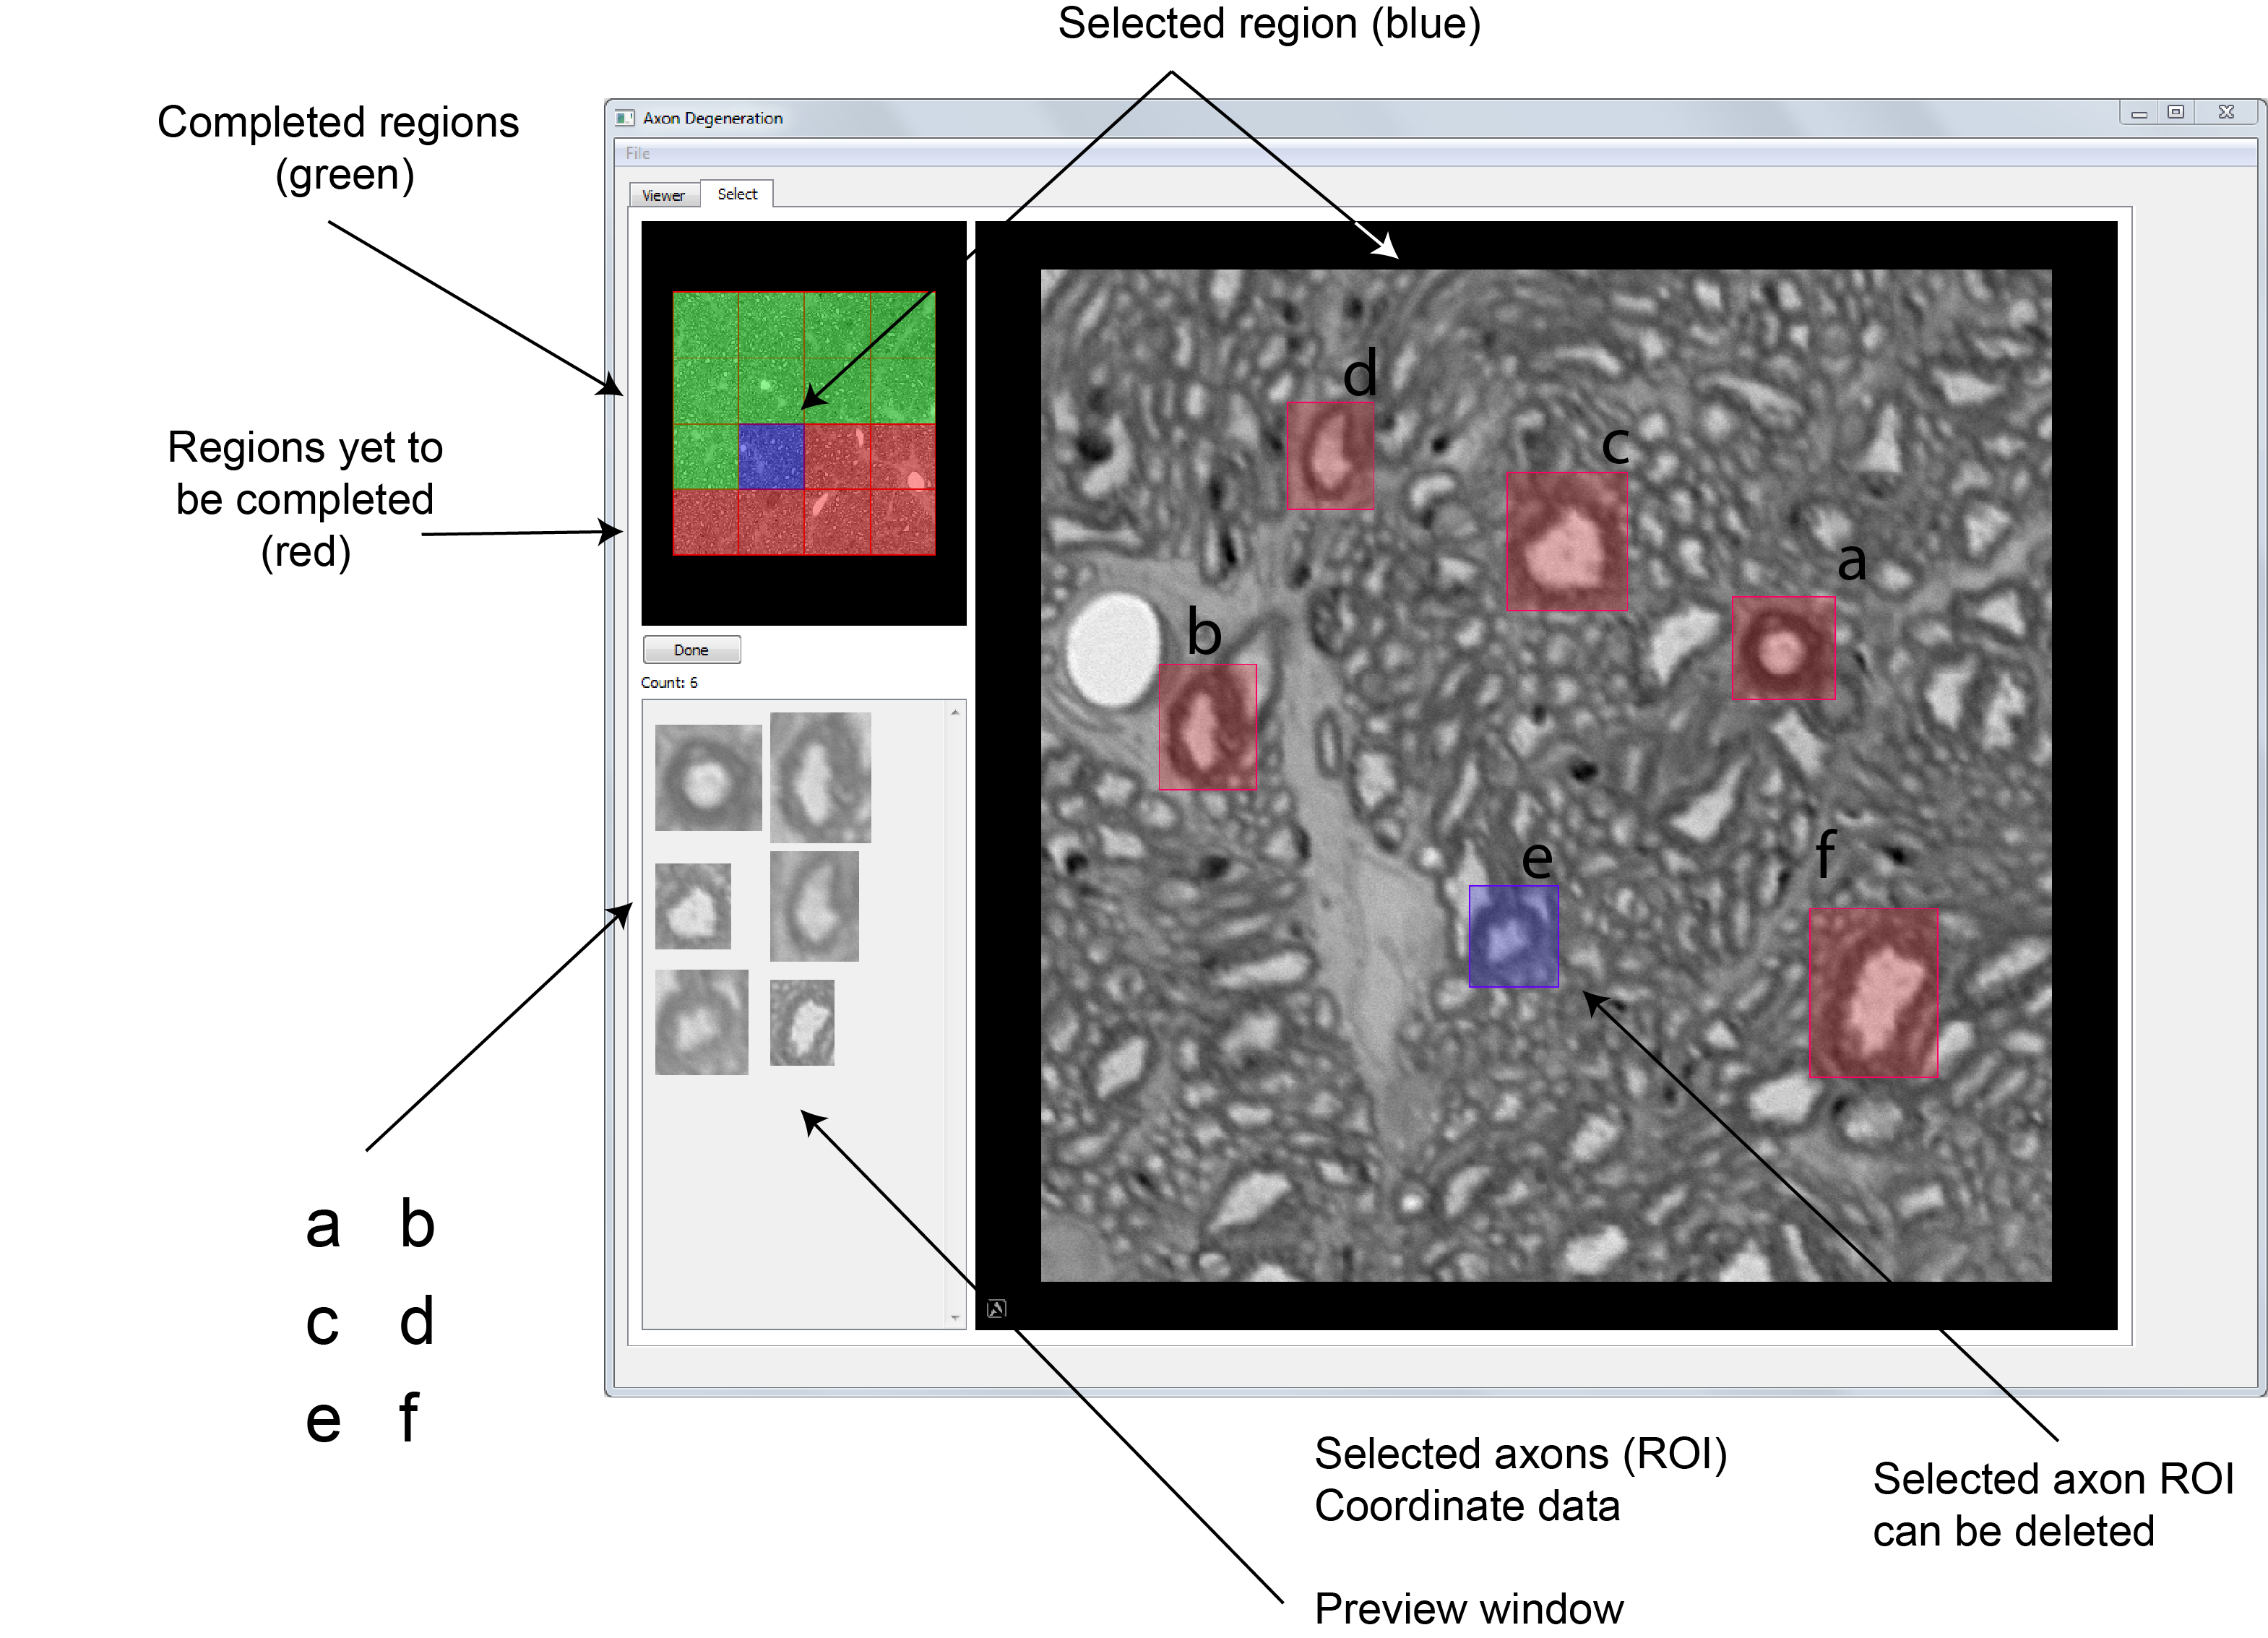 Selected region (blue)
Completed regions
(green)
Axon Degeneration
File
Viewer
Select
Regions yet to
be completed
(red)
d
c
a
b
Done
Count: 6
e
f
a b
c d
e f
Selected axons (ROI)
Coordinate data
Selected axon ROI
can be deleted
Preview window